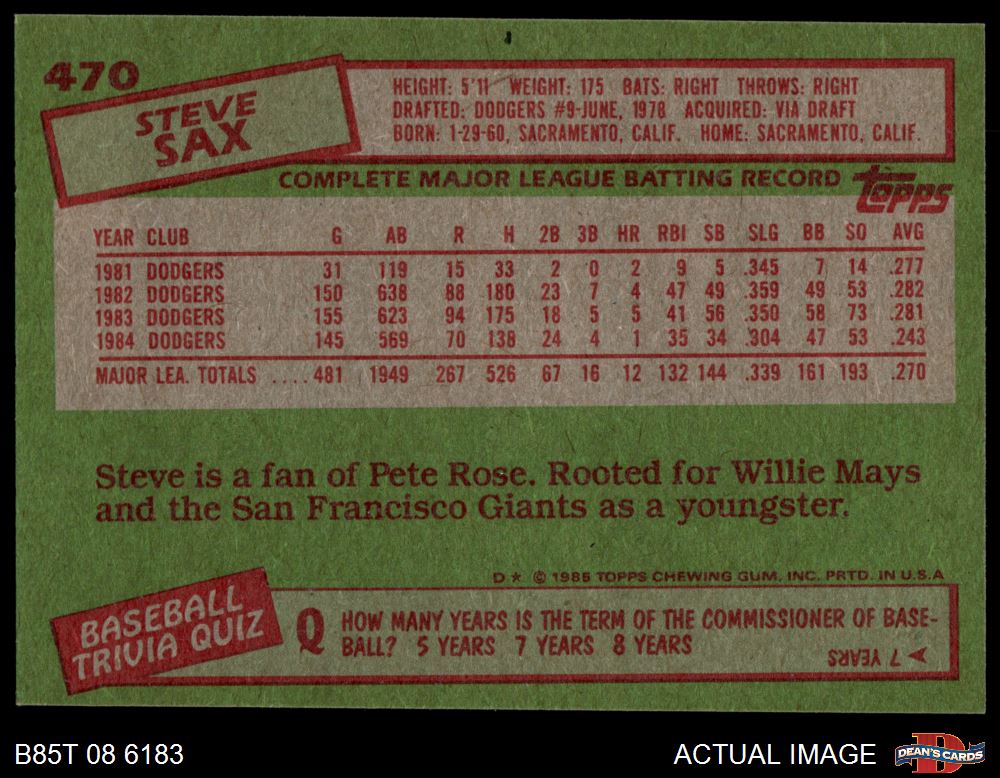 470
STEVE
SAX
HEIGHT: 5'11 WEIGHT: 175 BATS: RIGHT THROWS: RIGHT
DRAFTED: DODGERS #9-JUNE, 1978 ACQUIRED: VIA DRAFT
BORN: 1-29-60, SACRAMENTO, CALIF. HOME: SACRAMENTO, CALIF.
COMPLETE MAJOR LEAGUE BATTING RECORD topps
YEAR CLUB G AB R H 2B 3B HR RBI SB SLG BB SO AVG
1981 DODGERS 31 119 15 33 2 0 2 9 5 .345 7 14 .277
1982 DODGERS 150 638 88 180 23 7 4 47 49 .359 49 53 .282
1983 DODGERS 155 623 94 175 18 5 5 41 56 .350 58 73 .281
1984 DODGERS 145 569 70 138 24 4 1 35 34 .304 47 53 .243
MAJOR LEA. TOTALS .... 481 1949 267 526 67 16 12 132 144 .339 161 193 .270
Steve is a fan of Pete Rose. Rooted for Willie Mays
and the San Francisco Giants as a youngster.
D* © 1985 TOPPS CHEWING GUM, INC. PRTD. IN U.S.A
BASEBALL
TRIVIA QUIZ
Q HOW MANY YEARS IS THE TERM OF THE COMMISSIONER OF BASE-
BALL? 5 YEARS 7 YEARS 8 YEARS
7 YEARS
B85T 08 6183
ACTUAL IMAGE
D
DEAN'S CARDS